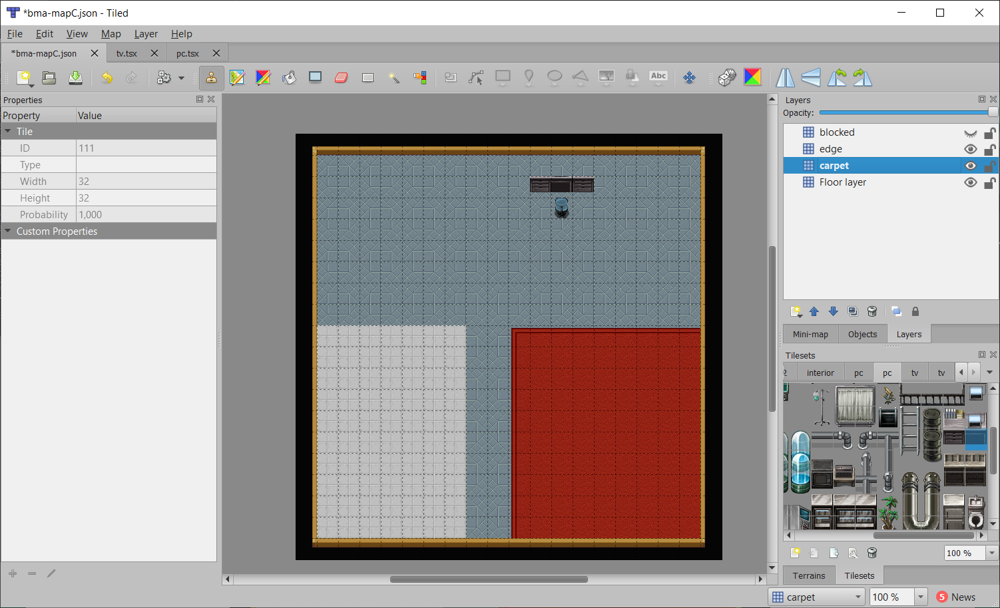 *bma-mapC.json - Tiled
File Edit View Map Layer Help
*bma-mapC.json tv.tsx pc.tsx
Abc
Properties
Property Value
Tile
ID 111
Type
Width 32
Height 32
Probability 1,000
Custom Properties
Layers
Opacity:
blocked
edge
carpet
Floor layer
Mini-map Objects Layers
Tilesets
2 interior pc pc tv tv
100 %
Terrains Tilesets
carpet 100 % 5 News